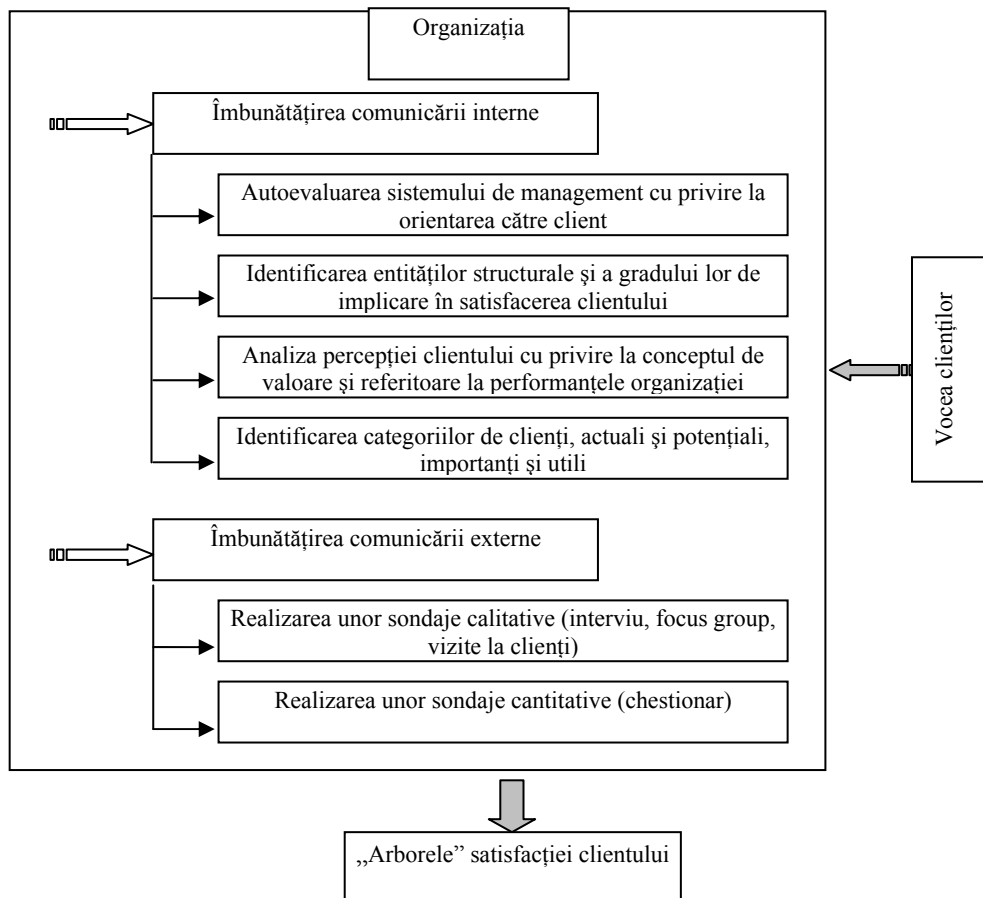 Organizația
Îmbunătățirea comunicării interne
Autoevaluarea sistemului de management cu privire la
orientarea către client
Identificarea entităților structurale şi a gradului lor de
implicare în satisfacerea clientului
Analiza percepției clientului cu privire la conceptul de
valoare şi referitoare la performanțele organizației
Identificarea categoriilor de clienți, actuali şi potențiali,
importanți şi utili
Vocea clienților
Îmbunătățirea comunicării externe
Realizarea unor sondaje calitative (interviu, focus group,
vizite la clienți)
Realizarea unor sondaje cantitative (chestionar)
,,Arborele” satisfacției clientului